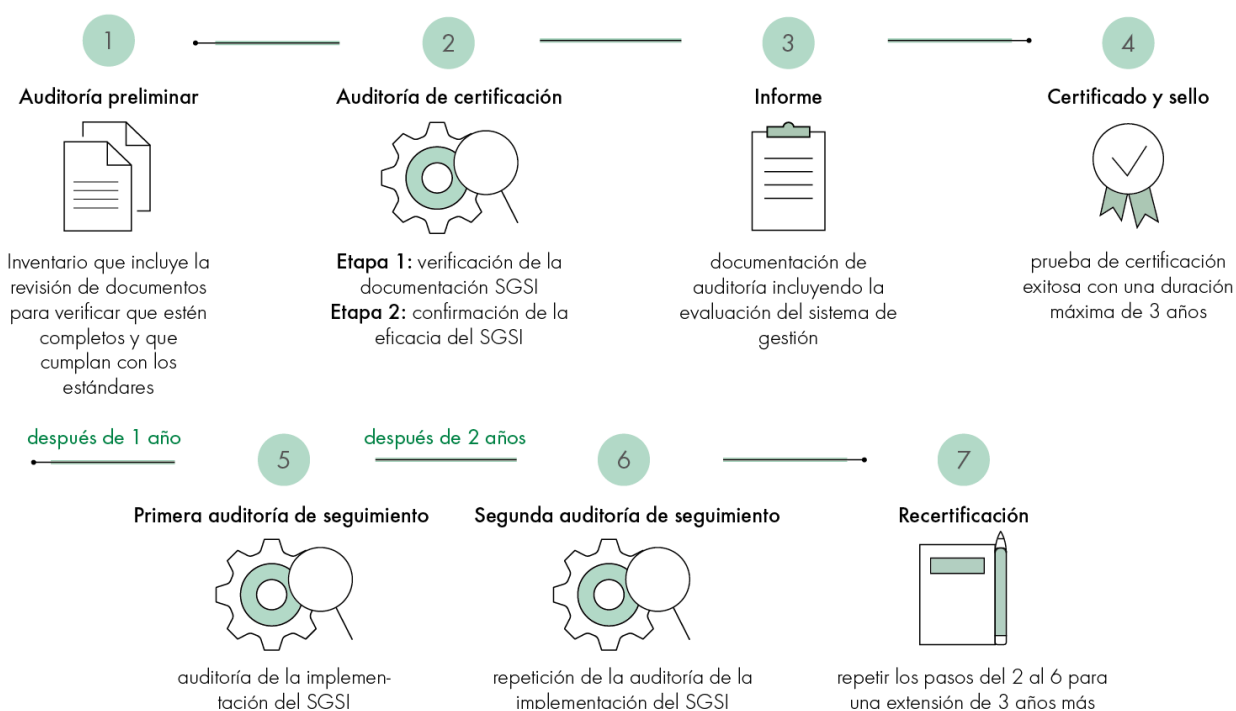 1
2
3
4
Auditoría preliminar
Auditoría de certificación
Informe
Certificado y sello
Inventario que incluye la
revisión de documentos
para verificar que estén
completos y que
cumplan con los
estándares
Etapa 1: verificación de la
documentación SGSI
Etapa 2: confirmación de la
eficacia del SGSI
documentación de
auditoría incluyendo la
evaluación del sistema de
gestión
prueba de certificación
exitosa con una duración
máxima de 3 años
después de 1 año
5
después de 2 años
6
7
Primera auditoría de seguimiento
Segunda auditoría de seguimiento
Recertificación
auditoría de la implemen-
tación del SGSI
repetición de la auditoría de la
implementación del SGSI
repetir los pasos del 2 al 6 para
una extensión de 3 años más